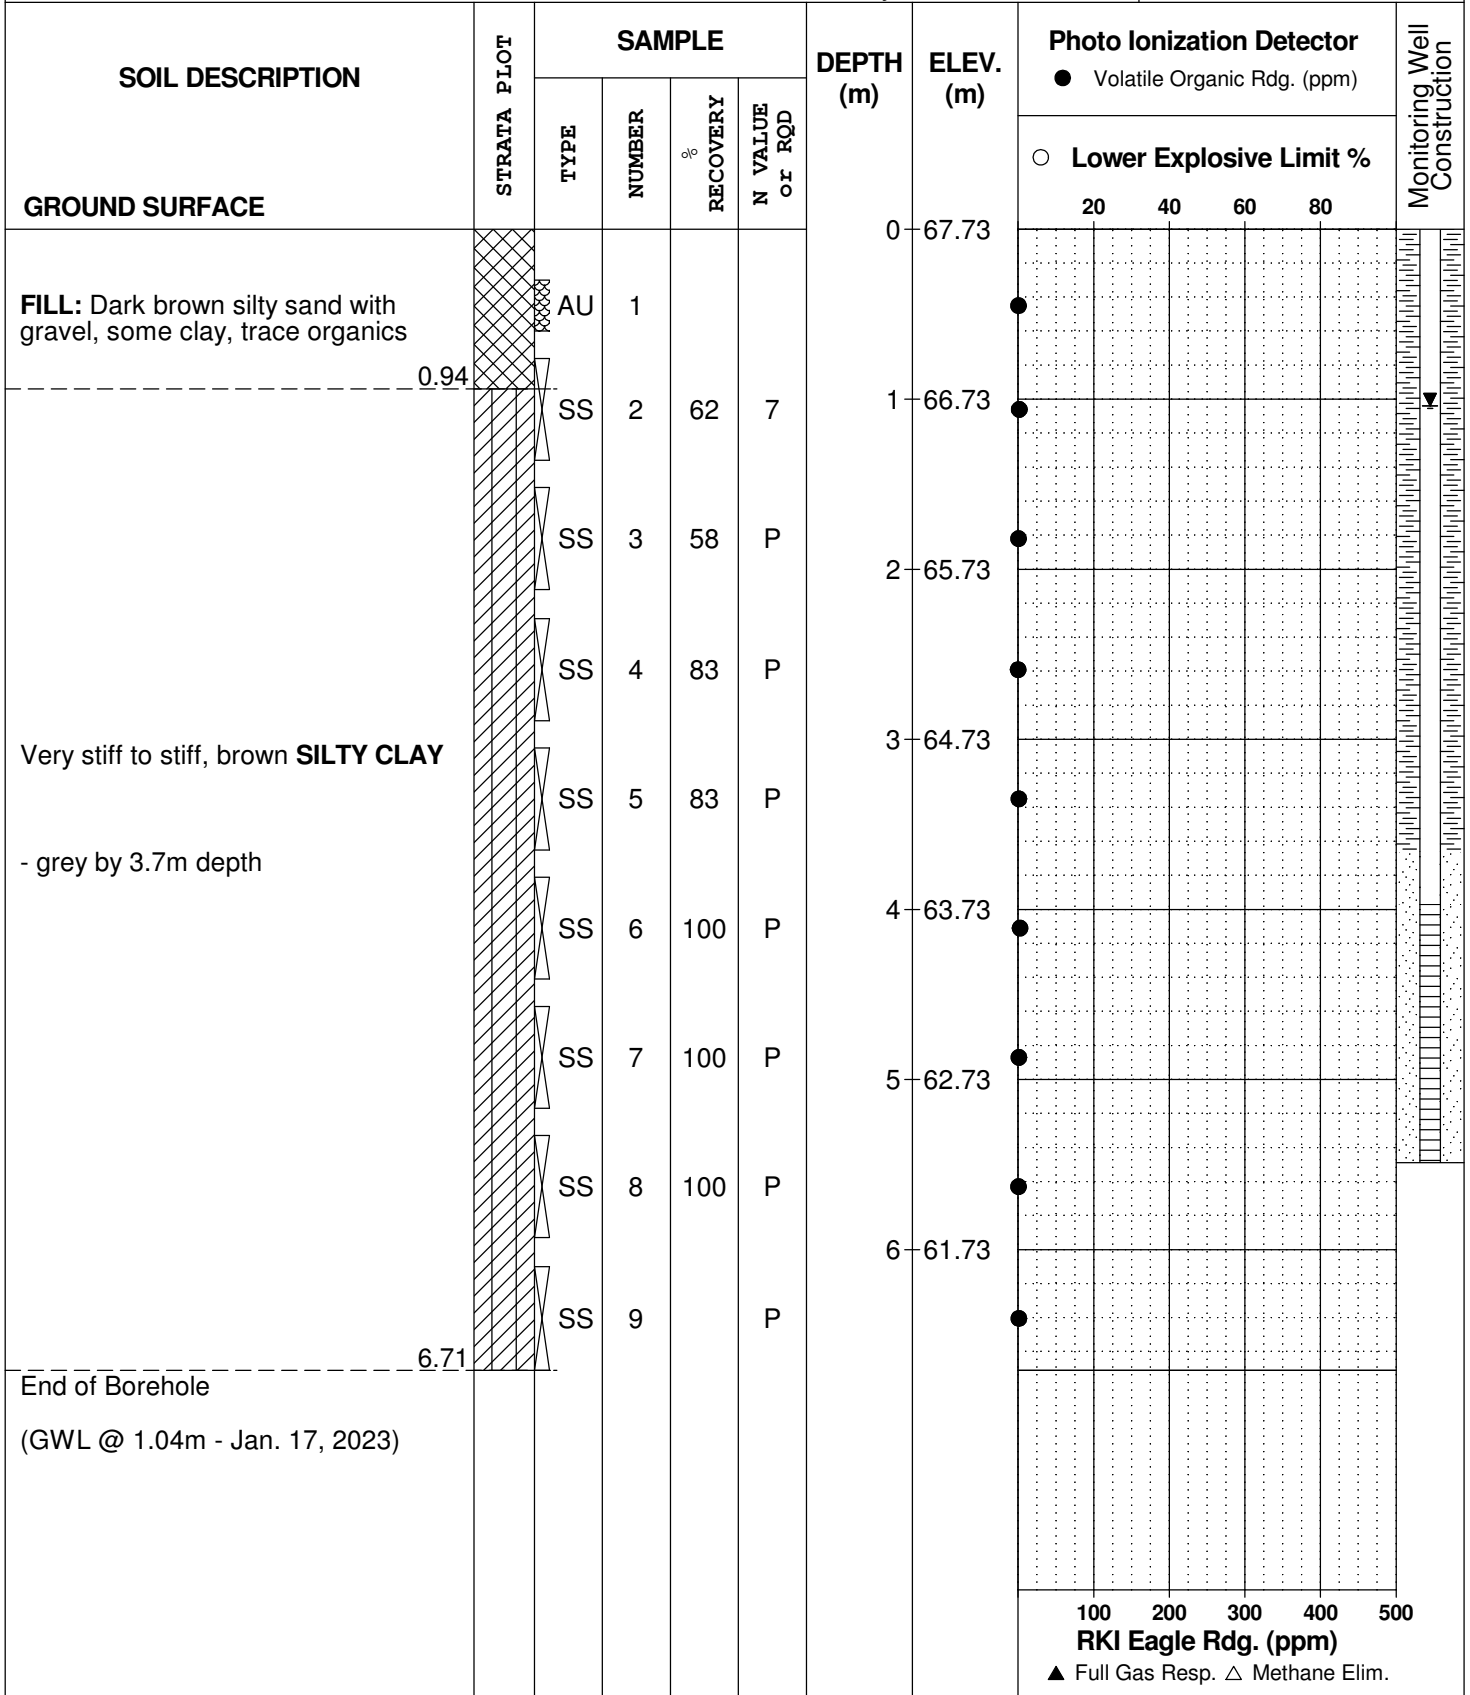 SOIL DESCRIPTION
GROUND SURFACE
STRATA PLOT
SAMPLE
TYPE
NUMBER
%
RECOVERY
N VALUE
or RQD
DEPTH
(m)
ELEV.
(m)
Photo Ionization Detector
● Volatile Organic Rdg. (ppm)
○ Lower Explosive Limit %
20 40 60 80
Monitoring Well
Construction
0 67.73
FILL: Dark brown silty sand with
gravel, some clay, trace organics
AU 1
0.94
1 66.73
SS 2 62 7
SS 3 58 P
2 65.73
SS 4 83 P
3 64.73
Very stiff to stiff, brown SILTY CLAY
SS 5 83 P
- grey by 3.7m depth
4 63.73
SS 6 100 P
SS 7 100 P
5 62.73
SS 8 100 P
6 61.73
SS 9 P
6.71
End of Borehole
(GWL @ 1.04m - Jan. 17, 2023)
100 200 300 400 500
RKI Eagle Rdg. (ppm)
▲ Full Gas Resp. △ Methane Elim.